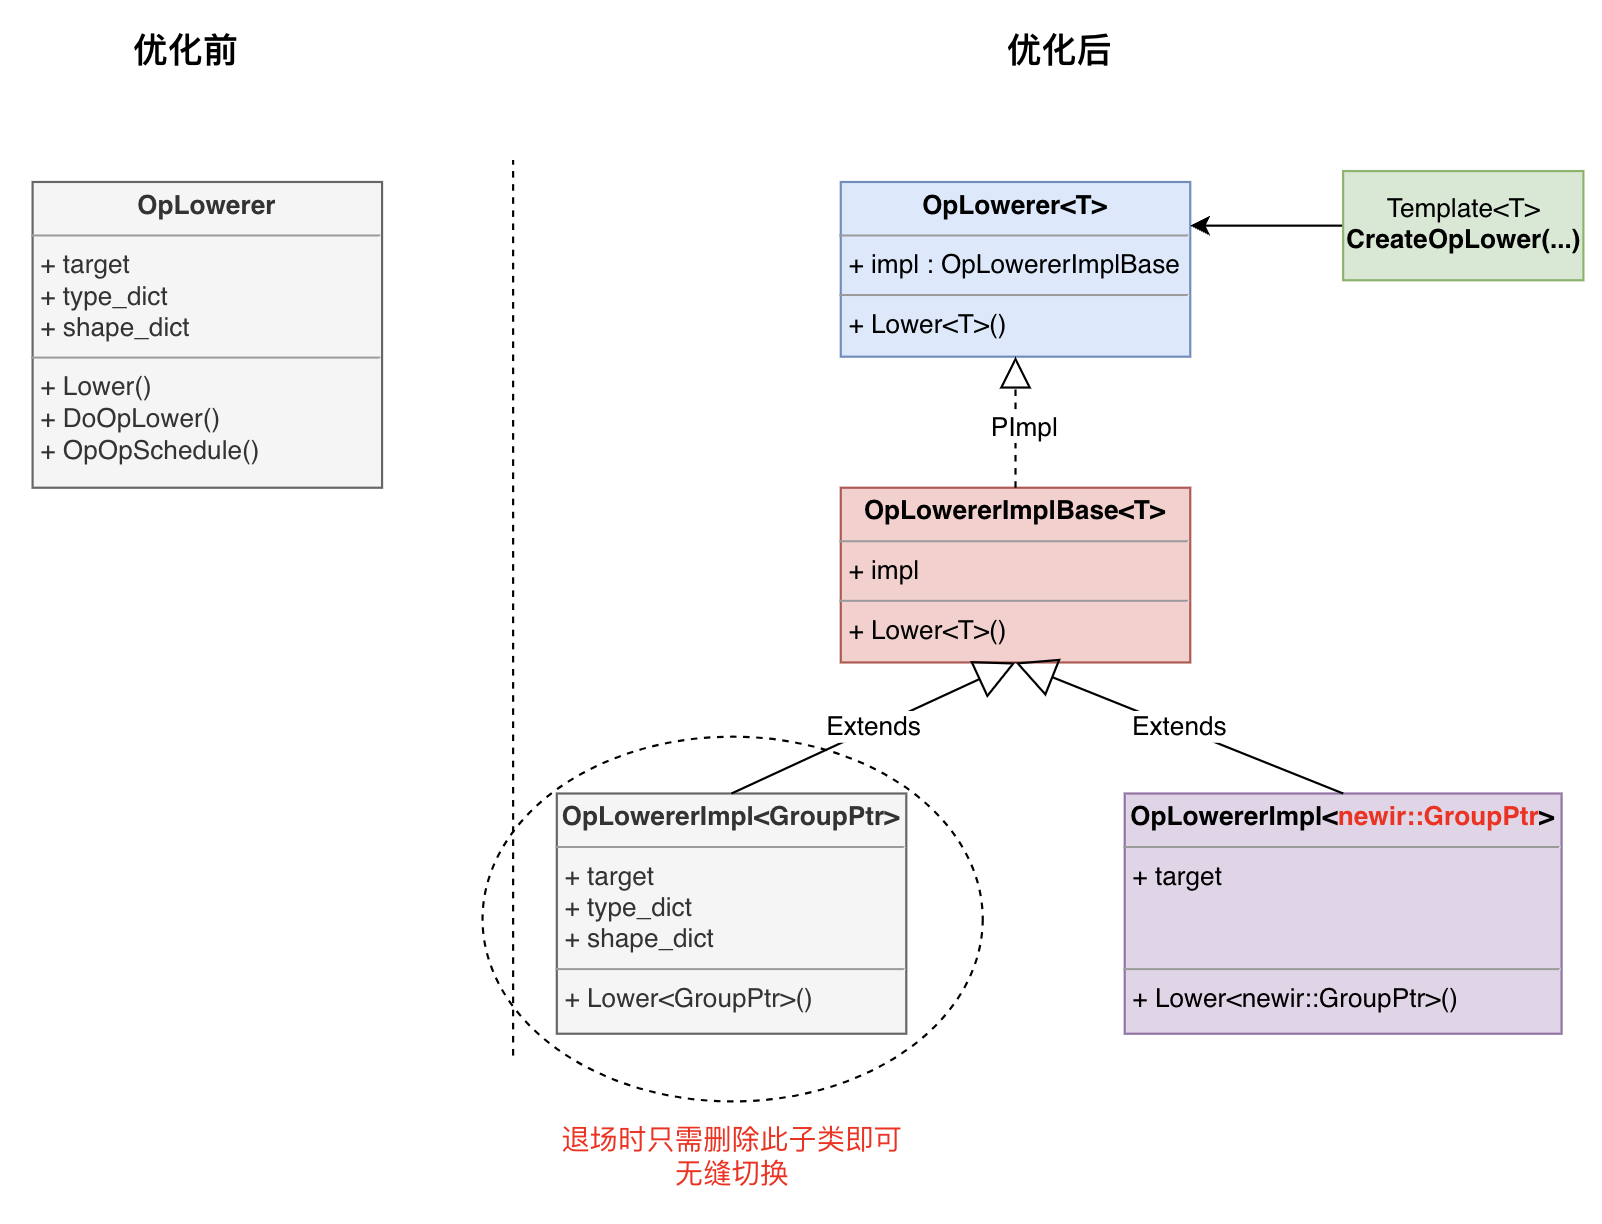 优化前
优化后
OpLowerer
+ target
+ type_dict
+ shape_dict
+ Lower()
+ DoOpLower()
+ OpOpSchedule()
OpLowerer<T>
+ impl : OpLowererImplBase
+ Lower<T>()
Template<T>
CreateOpLower(...)
PImpl
OpLowererImplBase<T>
+ impl
+ Lower<T>()
Extends
Extends
OpLowererImpl<GroupPtr>
+ target
+ type_dict
+ shape_dict
+ Lower<GroupPtr>()
OpLowererImpl<newir::GroupPtr>
+ target
+ Lower<newir::GroupPtr>()
退场时只需删除此子类即可
无缝切换